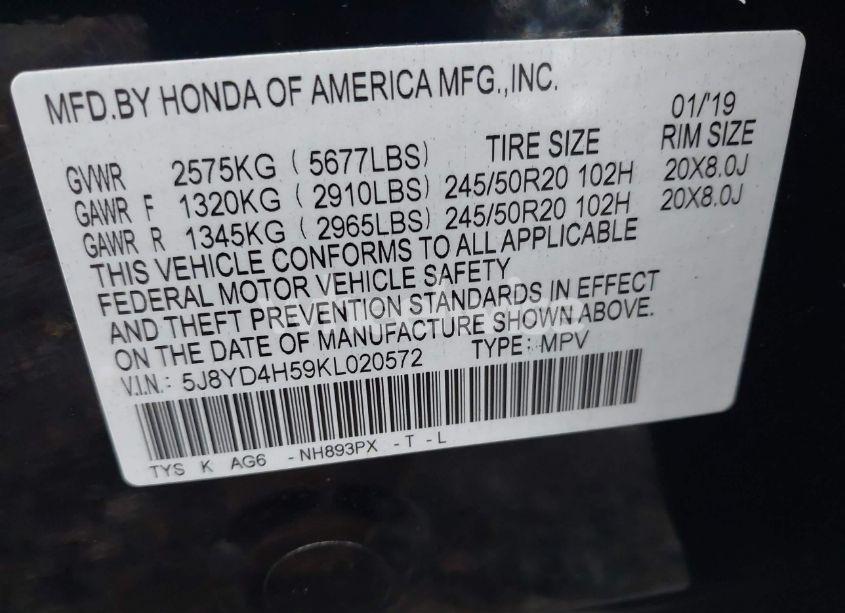 MFD.BY HONDA OF AMERICA MFG.,INC.
01/'19
GVWR 2575KG ( 5677LBS) TIRE SIZE RIM SIZE
GAWR F 1320KG ( 2910LBS) 245/50R20 102H 20X8.0J
GAWR R 1345KG ( 2965LBS) 245/50R20 102H 20X8.0J
THIS VEHICLE CONFORMS TO ALL APPLICABLE
FEDERAL MOTOR VEHICLE SAFETY
AND THEFT PREVENTION STANDARDS IN EFFECT
ON THE DATE OF MANUFACTURE SHOWN ABOVE.
V.I.N.: 5J8YD4H59KL020572 TYPE: MPV
TYS K AG6 -NH893PX -T -L